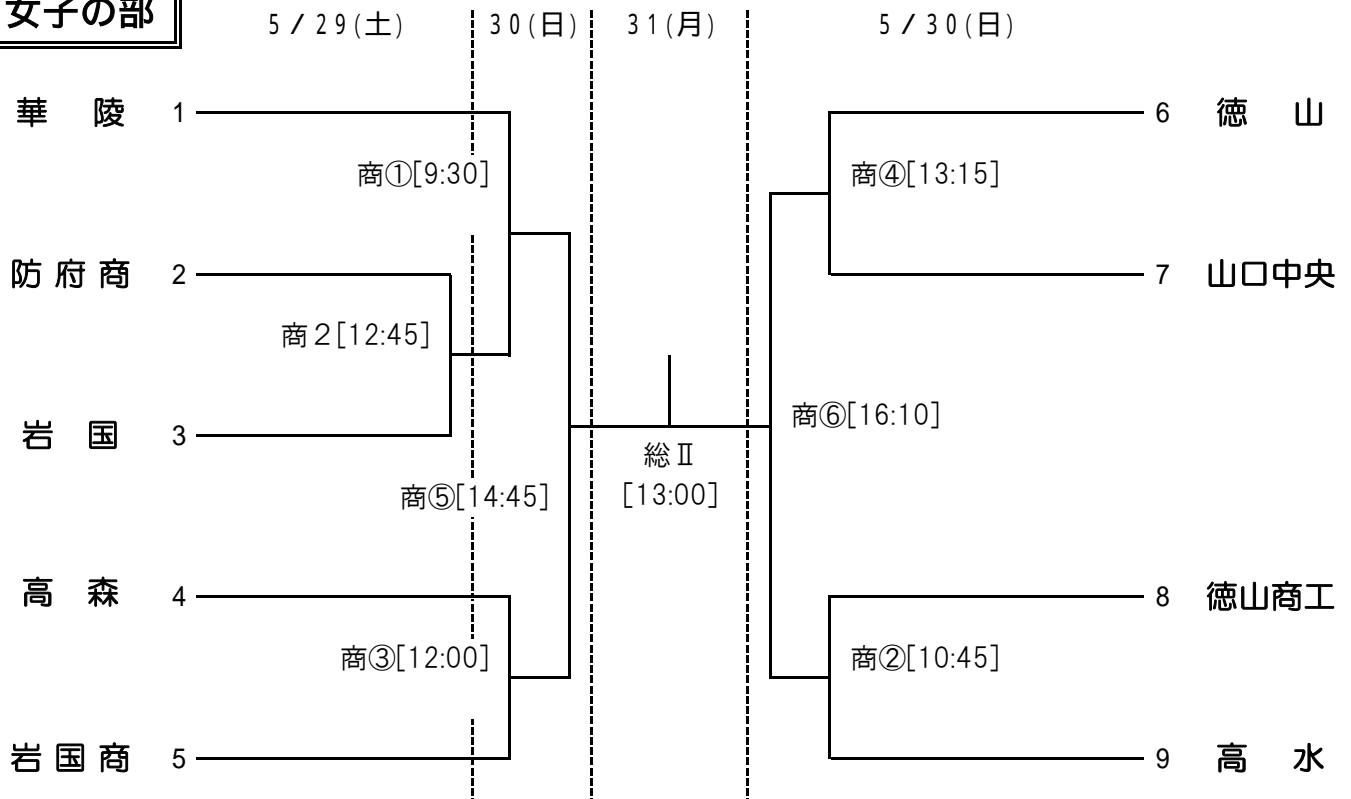 女子の部
5/29(土) 30(日) 31(月) 5/30(日)
華陵 1
6 徳山
商①[9:30]
商④[13:15]
防府商 2
7 山口中央
商2[12:45]
商⑥[16:10]
岩国 3
総Ⅱ
[13:00]
商⑤[14:45]
高森 4
8 徳山商工
商③[12:00]
商②[10:45]
岩国商 5
9 高水